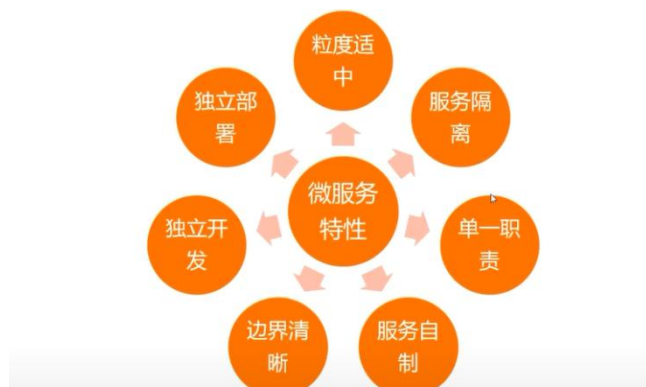 粒度适
中
服务隔
离
单一职
责
服务自
制
边界清
晰
独立开
发
独立部
署
微服务
特性